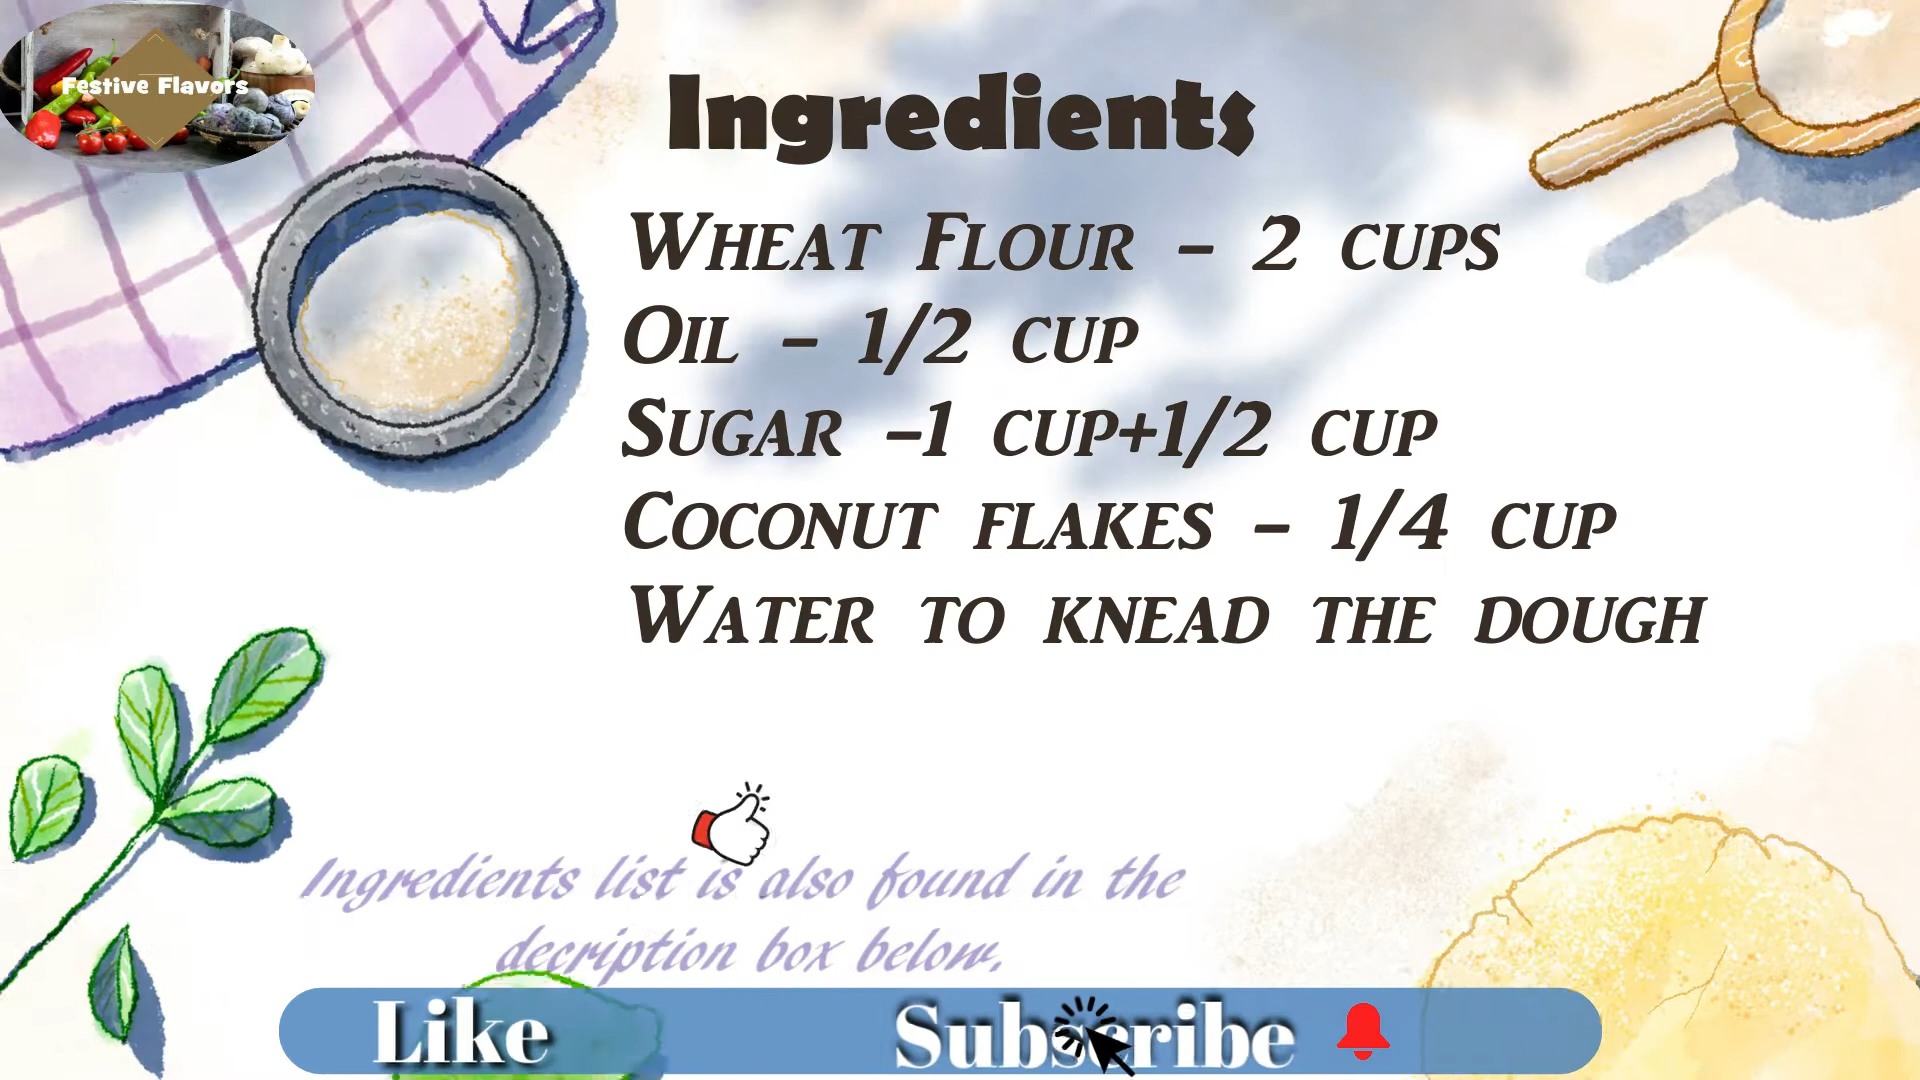 Festive Flavors
Ingredients
Wheat Flour - 2 cups
Oil - 1/2 cup
Sugar -1 cup+1/2 cup
Coconut flakes - 1/4 cup
Water to knead the dough
Ingredients list is also found in the
decription box below.
Like Subscribe